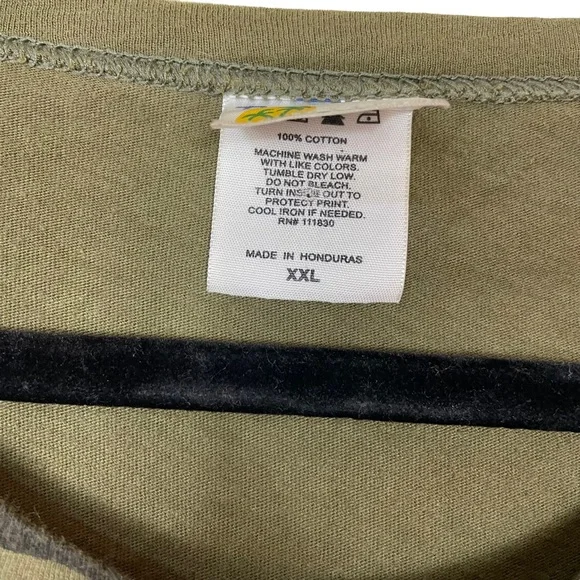 100% COTTON
MACHINE WASH WARM
WITH LIKE COLORS.
TUMBLE DRY LOW.
DO NOT BLEACH.
TURN INSIDE OUT TO
PROTECT PRINT.
COOL IRON IF NEEDED.
RN# 111830
MADE IN HONDURAS
XXL